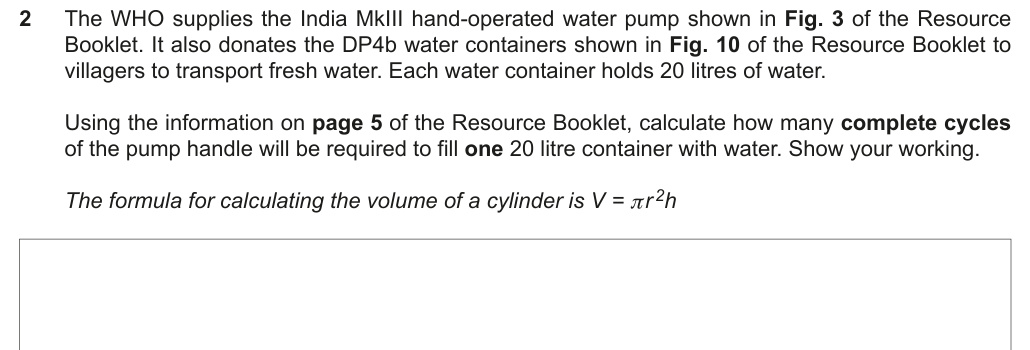 2 The WHO supplies the India MkIII hand-operated water pump shown in Fig. 3 of the Resource
Booklet. It also donates the DP4b water containers shown in Fig. 10 of the Resource Booklet to
villagers to transport fresh water. Each water container holds 20 litres of water.
Using the information on page 5 of the Resource Booklet, calculate how many complete cycles
of the pump handle will be required to fill one 20 litre container with water. Show your working.
The formula for calculating the volume of a cylinder is V = πr²h